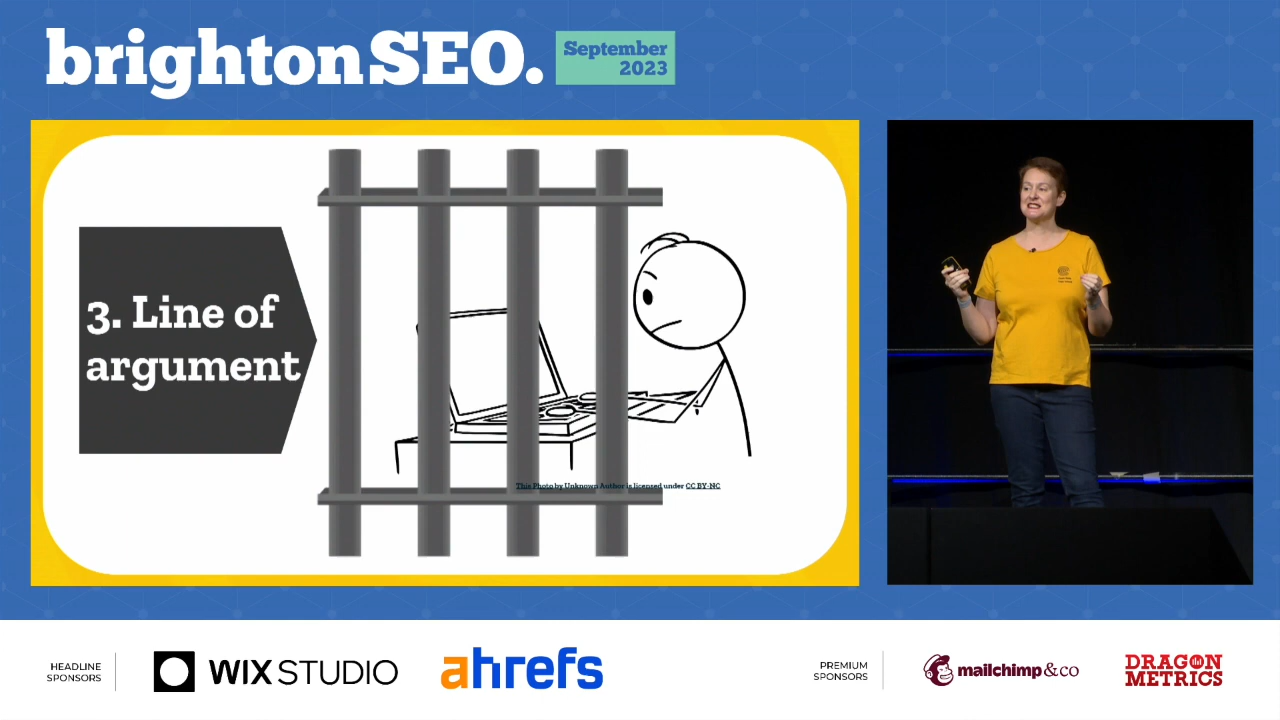 brightonSEO.
September
2023
3. Line of
argument
This Photo by Unknown Author is licensed under CC BY-NC
HEADLINE
SPONSORS
WIX STUDIO
ahrefs
PREMIUM
SPONSORS
mailchimp&co
DRAGON
METRICS